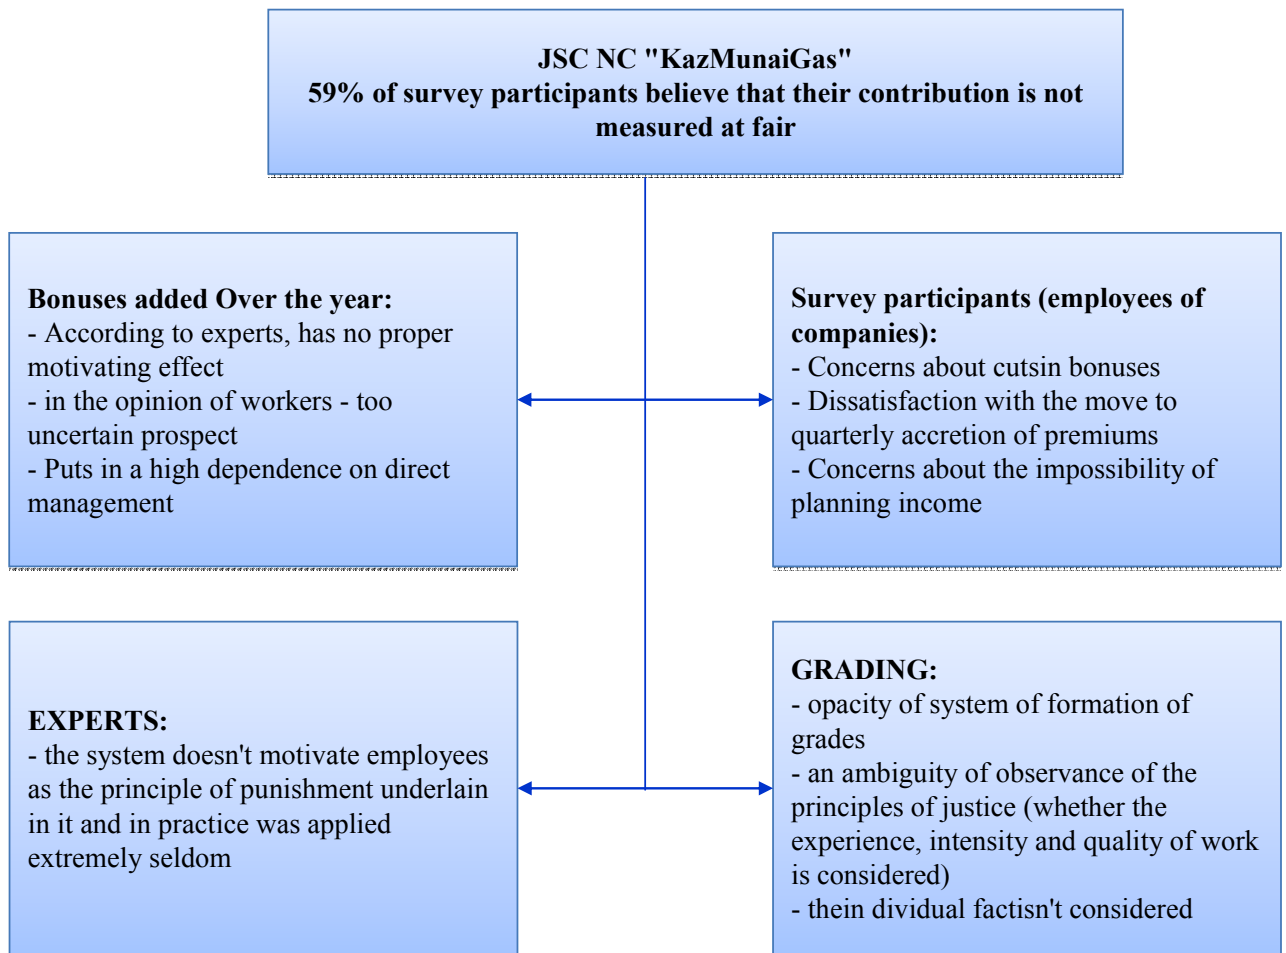 JSC NC "KazMunaiGas"
59% of survey participants believe that their contribution is not
measured at fair
Bonuses added Over the year:
- According to experts, has no proper
motivating effect
- in the opinion of workers - too
uncertain prospect
- Puts in a high dependence on direct
management
Survey participants (employees of
companies):
- Concerns about cutsin bonuses
- Dissatisfaction with the move to
quarterly accretion of premiums
- Concerns about the impossibility of
planning income
EXPERTS:
- the system doesn't motivate employees
as the principle of punishment underlain
in it and in practice was applied
extremely seldom
GRADING:
- opacity of system of formation of
grades
- an ambiguity of observance of the
principles of justice (whether the
experience, intensity and quality of work
is considered)
- thein dividual factisn't considered